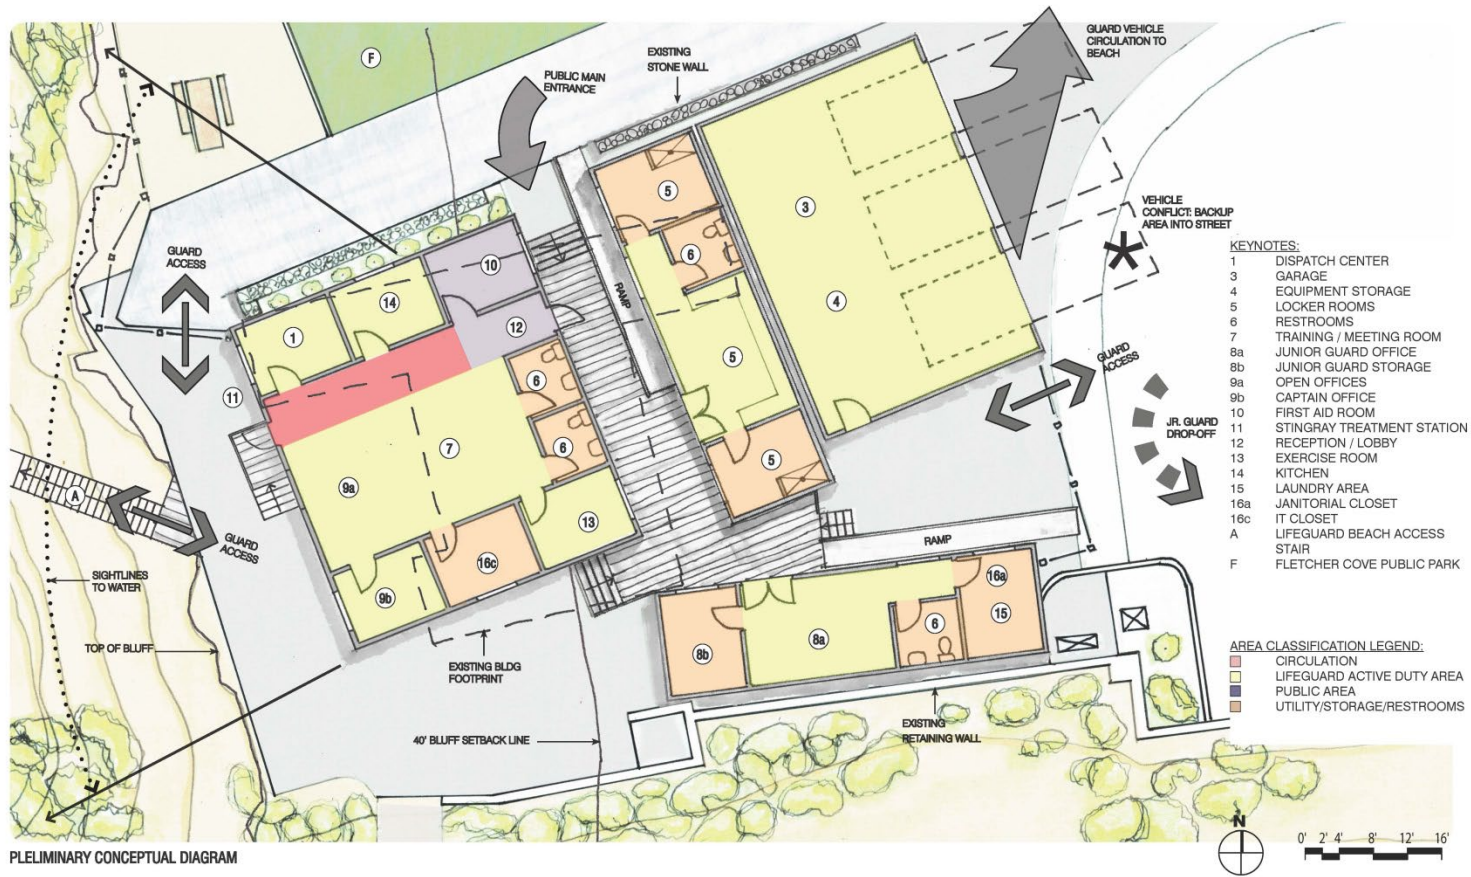 F
EXISTING
STONE WALL
PUBLIC MAIN
ENTRANCE
GUARD VEHICLE
CIRCULATION TO
BEACH
VEHICLE
CONFLICT: BACKUP
AREA INTO STREET
GUARD
ACCESS
RAMP
5
6
5
5
3
4
10
14
12
1
11
6
6
7
9a
13
16c
9b
A
GUARD
ACCESS
GUARD
ACCESS
JR. GUARD
DROP-OFF
RAMP
16a
15
6
8a
8b
SIGHTLINES
TO WATER
TOP OF BLUFF
EXISTING BLDG
FOOTPRINT
40' BLUFF SETBACK LINE
EXISTING
RETAINING WALL
KEYNOTES:
1 DISPATCH CENTER
3 GARAGE
4 EQUIPMENT STORAGE
5 LOCKER ROOMS
6 RESTROOMS
7 TRAINING / MEETING ROOM
8a JUNIOR GUARD OFFICE
8b JUNIOR GUARD STORAGE
9a OPEN OFFICES
9b CAPTAIN OFFICE
10 FIRST AID ROOM
11 STINGRAY TREATMENT STATION
12 RECEPTION / LOBBY
13 EXERCISE ROOM
14 KITCHEN
15 LAUNDRY AREA
16a JANITORIAL CLOSET
16c IT CLOSET
A LIFEGUARD BEACH ACCESS
STAIR
F FLETCHER COVE PUBLIC PARK
AREA CLASSIFICATION LEGEND:
CIRCULATION
LIFEGUARD ACTIVE DUTY AREA
PUBLIC AREA
UTILITY/STORAGE/RESTROOMS
N
0' 2' 4' 8' 12' 16'
PLELIMINARY CONCEPTUAL DIAGRAM